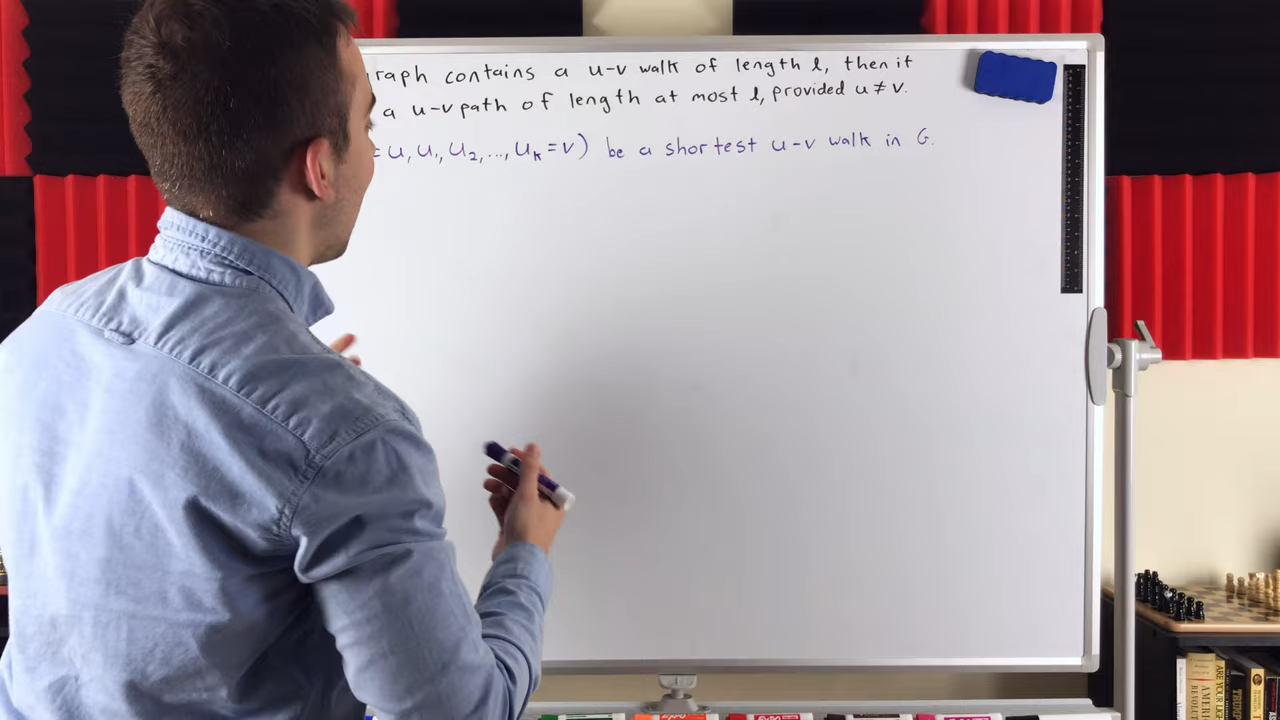 raph contains a u-v walk of length l, then it
a u-v path of length at most l, provided u ≠ v.
= u, u₁, u₂, ..., uₖ = v) be a shortest u-v walk in G.